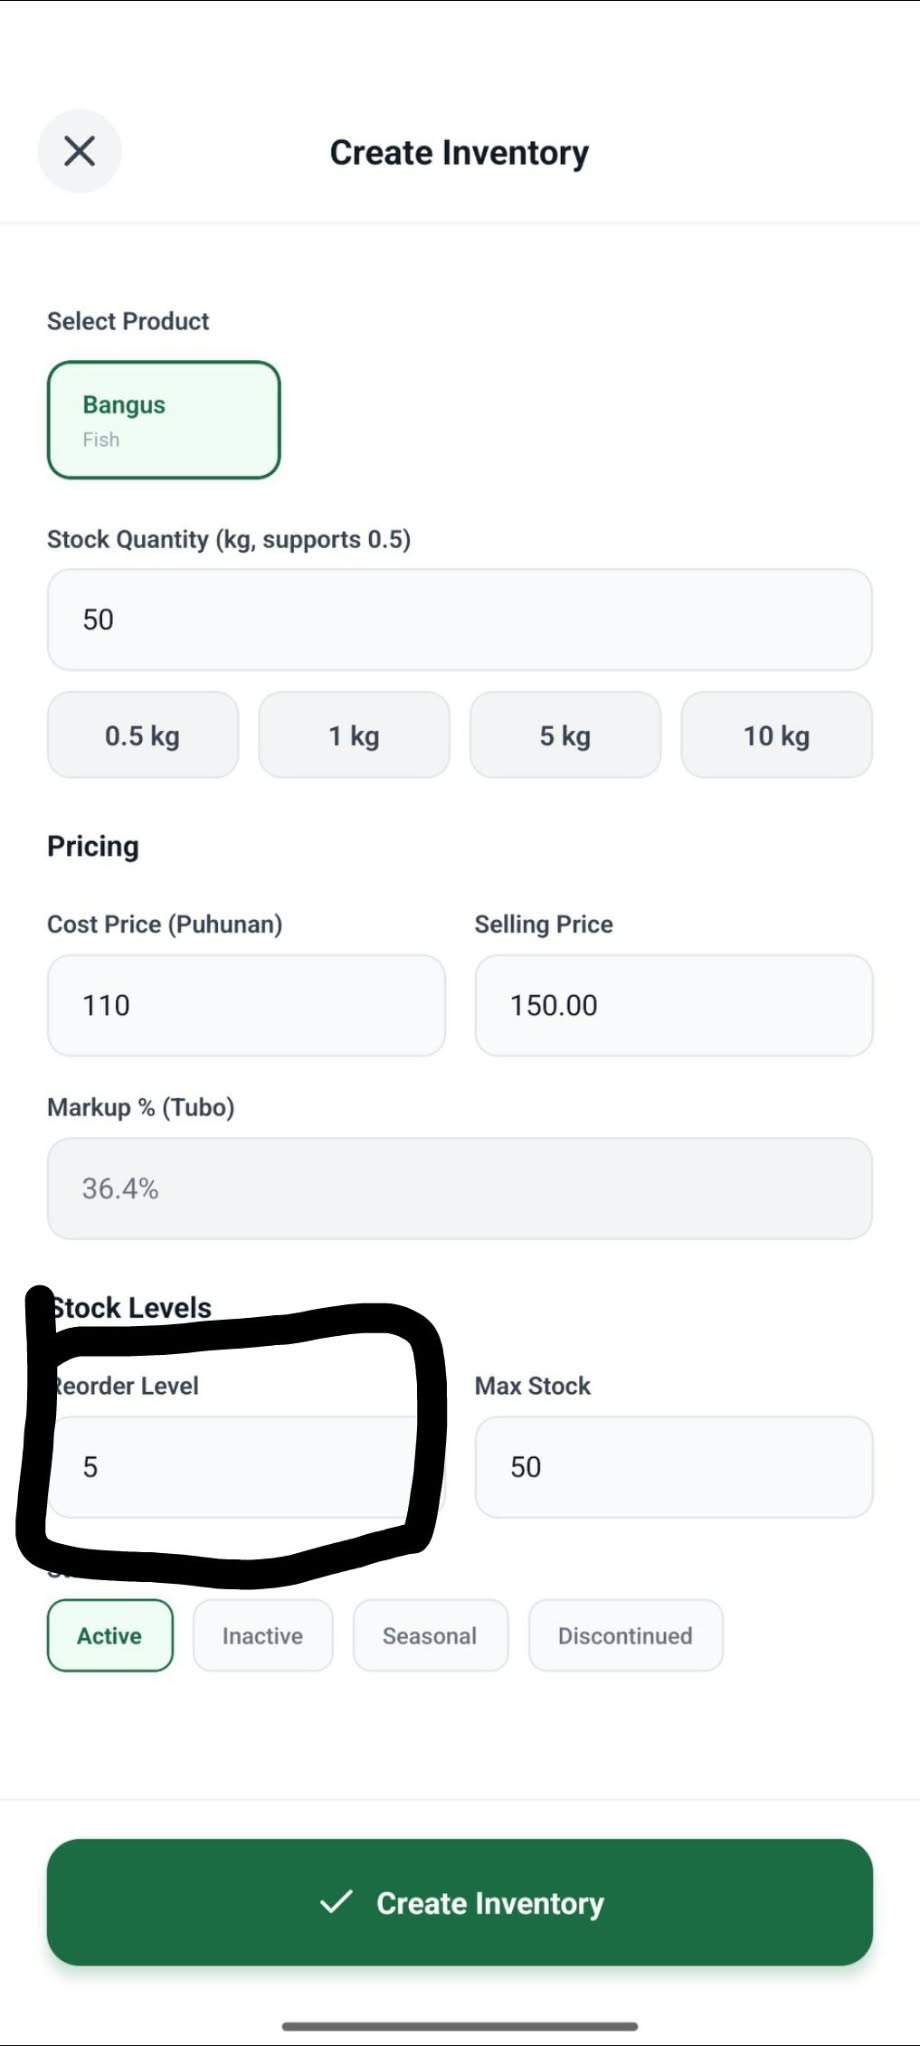 Create Inventory
Select Product
Bangus
Fish
Stock Quantity (kg, supports 0.5)
50
0.5 kg 1 kg 5 kg 10 kg
Pricing
Cost Price (Puhunan) Selling Price
110 150.00
Markup % (Tubo)
36.4%
Stock Levels
Reorder Level Max Stock
5 50
Active Inactive Seasonal Discontinued
Create Inventory